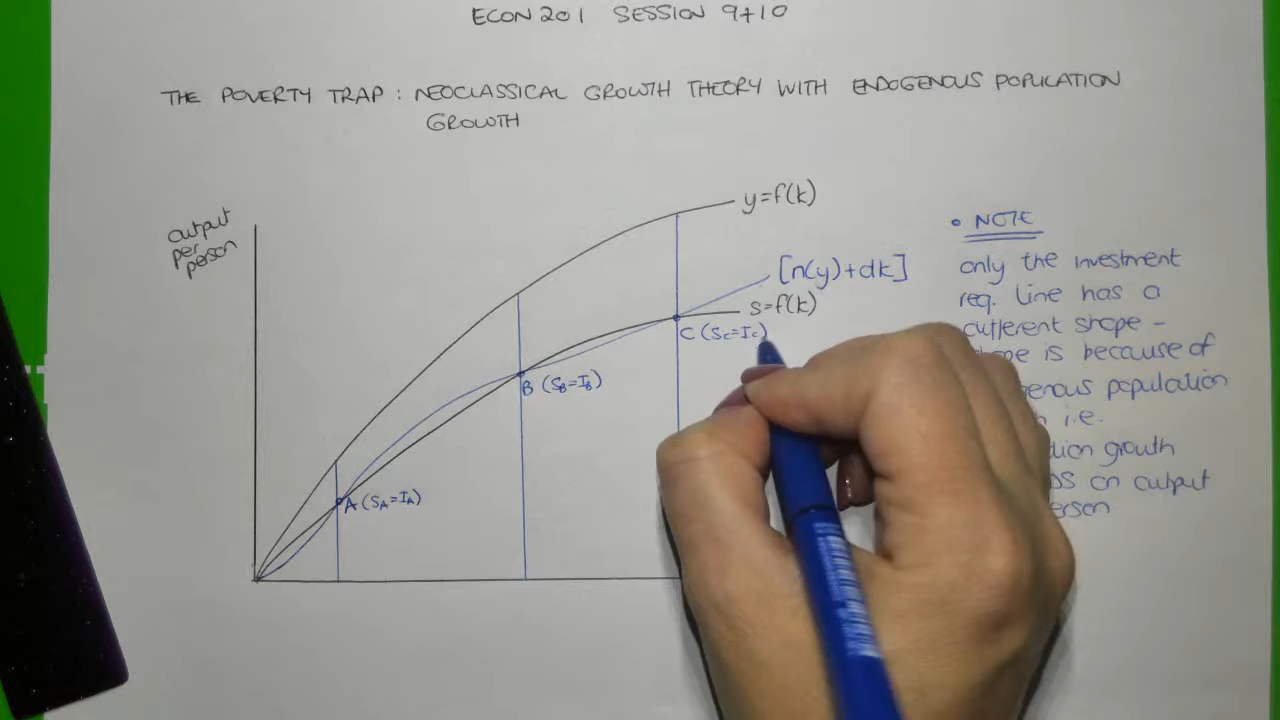 ECON 201 SESSION 9+10
THE POVERTY TRAP : NEOCLASSICAL GROWTH THEORY WITH ENDOGENOUS POPULATION
GROWTH
output
per
person
y=f(k)
[n(y)+dk]
s=f(k)
C (Sc=Ic)
B (SB=IB)
A (SA=IA)
• NOTE
only the investment
req. line has a
different shape -
is because of
population
i.e.
growth
on output